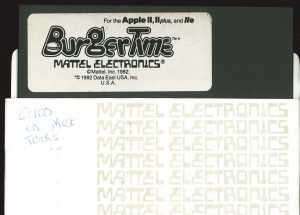 For the Apple II, II plus, and IIe
BurgerTime™
MATTEL ELECTRONICS®
©Mattel, Inc. 1982.
*© 1982 Data East USA, Inc.
U.S.A.
MATTEL ELECTRONICS
MATTEL ELECTRONICS
MATTEL ELECTRONICS
MATTEL ELECTRONICS
MATTEL ELECTRONICS
MATTEL ELECTRONICS
MATTEL ELECTRONICS